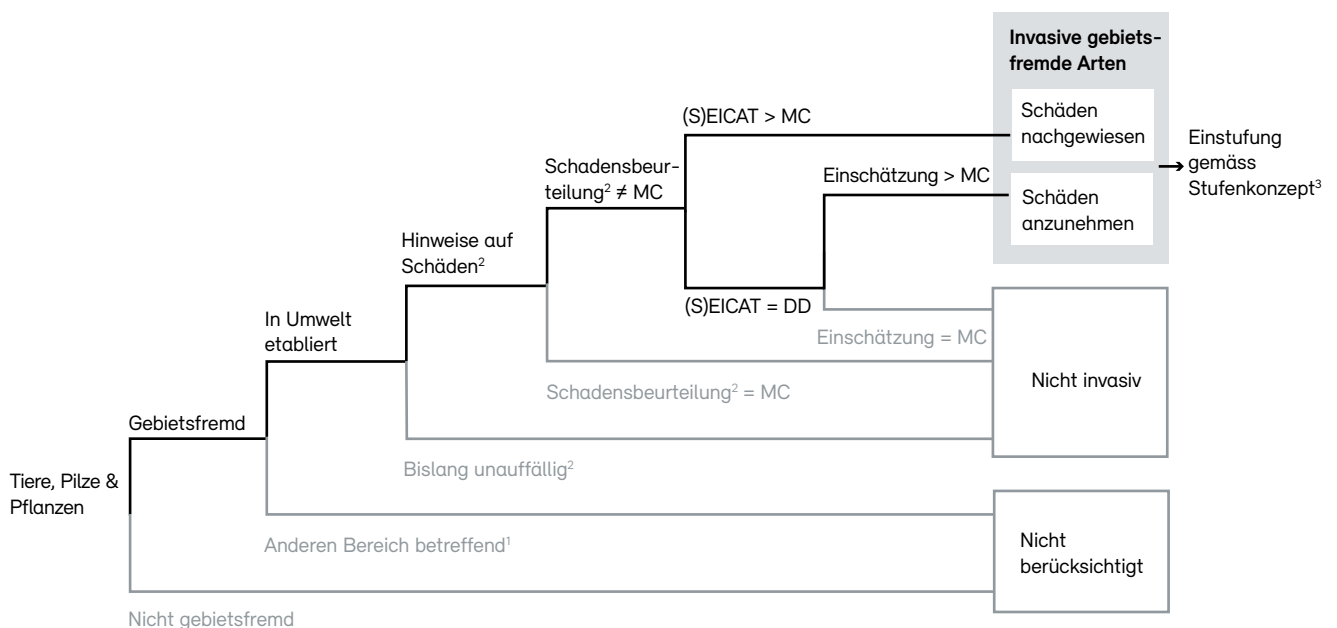 Invasive gebiets-
fremde Arten
(S)EICAT > MC
Schäden
nachgewiesen
Einstufung
gemäss
Stufenkonzept³
Schadensbeur-
teilung² ≠ MC
Einschätzung > MC
Schäden
anzunehmen
Hinweise auf
Schäden²
(S)EICAT = DD
In Umwelt
etabliert
Einschätzung = MC
Nicht invasiv
Schadensbeurteilung² = MC
Gebietsfremd
Bislang unauffällig²
Tiere, Pilze &
Pflanzen
Anderen Bereich betreffend¹
Nicht
berücksichtigt
Nicht gebietsfremd